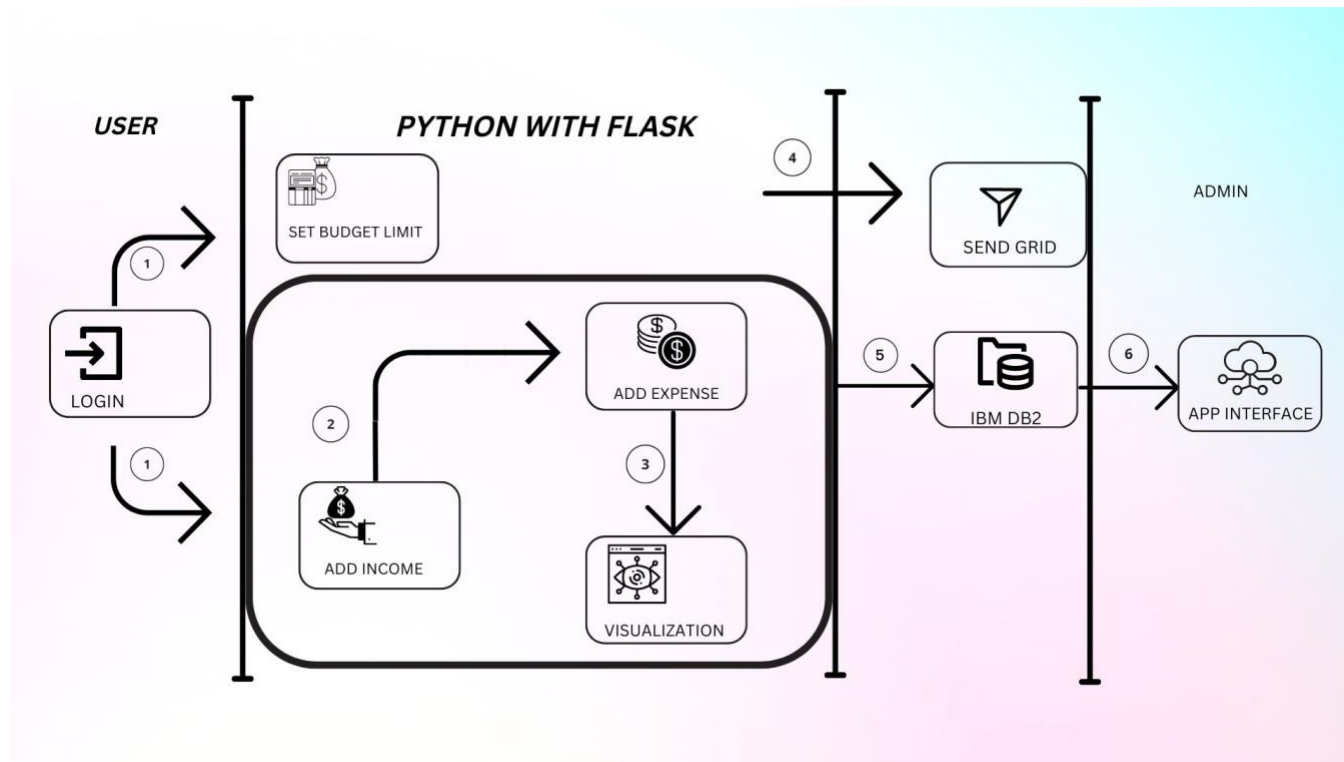 USER
PYTHON WITH FLASK
4
SET BUDGET LIMIT
SEND GRID
ADMIN
1
LOGIN
1
2
ADD EXPENSE
3
ADD INCOME
VISUALIZATION
5
IBM DB2
6
APP INTERFACE